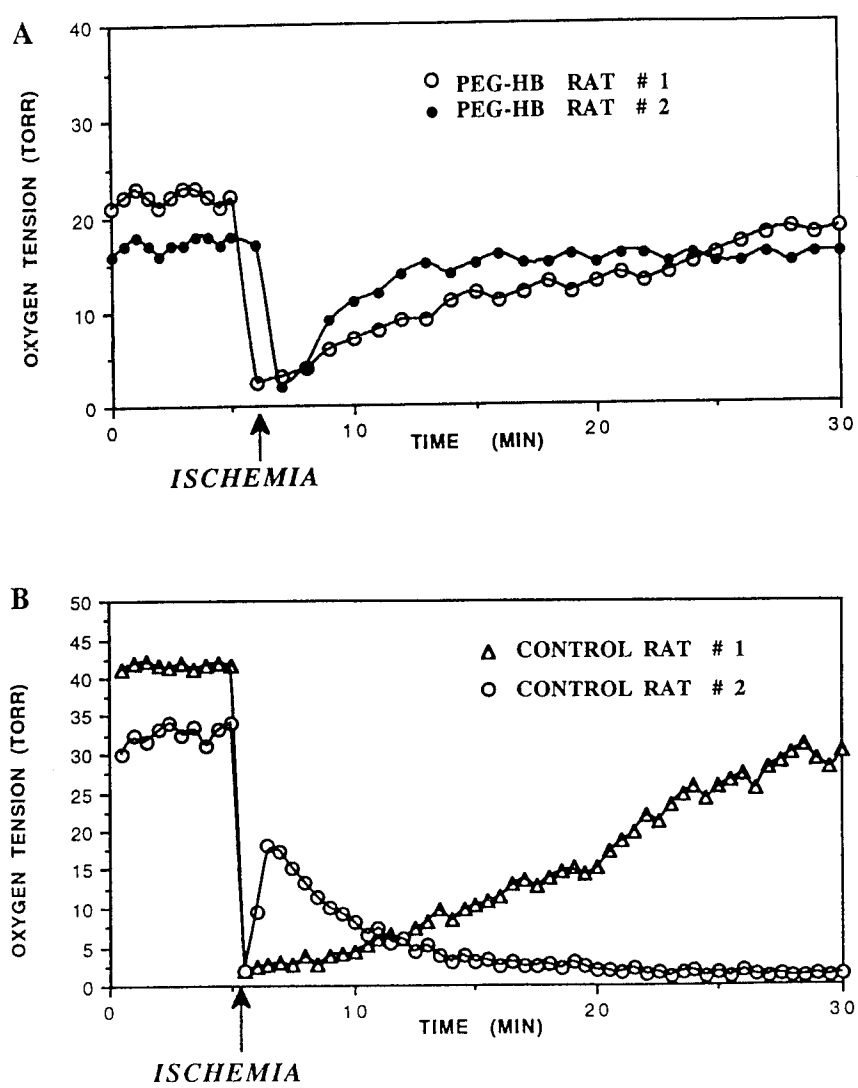 A
40
30
20
10
0
OXYGEN TENSION (TORR)
PEG-HB RAT # 1
PEG-HB RAT # 2
0
10
20
30
TIME (MIN)
ISCHEMIA
B
50
45
40
35
30
25
20
15
10
5
0
OXYGEN TENSION (TORR)
CONTROL RAT # 1
CONTROL RAT # 2
0
10
20
30
TIME (MIN)
ISCHEMIA